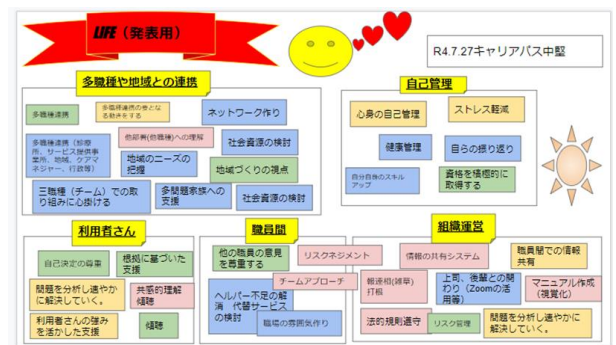 LIFE（発表用）
R4.7.27キャリアパス中堅
多職種や地域との連携
多職種連携
多職種連携の要となる動きをする
ネットワーク作り
他部署(他職種)への理解
社会資源の検討
多職種連携（診療所、サービス提供事業所、地域、ケアマネジャー、行政等）
地域のニーズの把握
地域づくりの視点
三職種（チーム）での取り組みに心掛ける
多問題家族への支援
社会資源の検討
自己管理
心身の自己管理
ストレス軽減
健康管理
自らの振り返り
自分自身のスキルアップ
資格を積極的に取得する
利用者さん
自己決定の尊重
根拠に基づいた支援
問題を分析し速やかに解決していく。
共感的理解
傾聴
利用者さんの強みを活かした支援
傾聴
職員間
他の職員の意見を尊重する
リスクネジメント
チームアプローチ
ヘルパー不足の解消　代替サービスの検討
職場の雰囲気作り
組織運営
情報の共有システム
職員間での情報共有
報連相(雑草）打根
上司、後輩との関わり（Zoomの活用等）
マニュアル作成（視覚化）
法的規則遵守
リスク管理
問題を分析し速やかに解決していく。